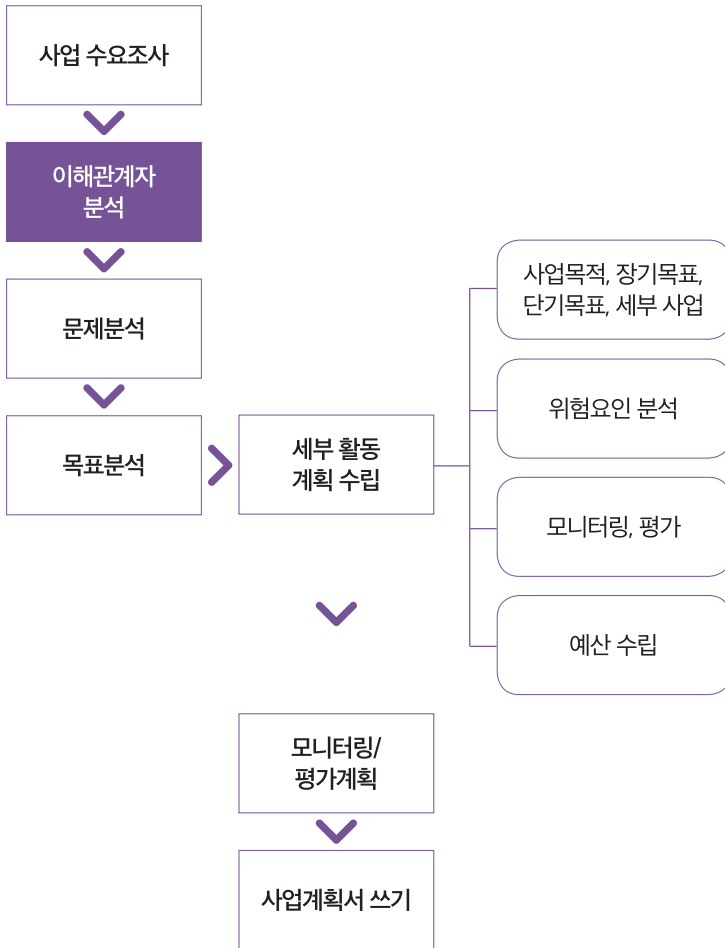 사업 수요조사
이해관계자
분석
문제분석
목표분석
세부 활동
계획 수립
사업목적, 장기목표,
단기목표, 세부 사업
위험요인 분석
모니터링, 평가
예산 수립
모니터링/
평가계획
사업계획서 쓰기